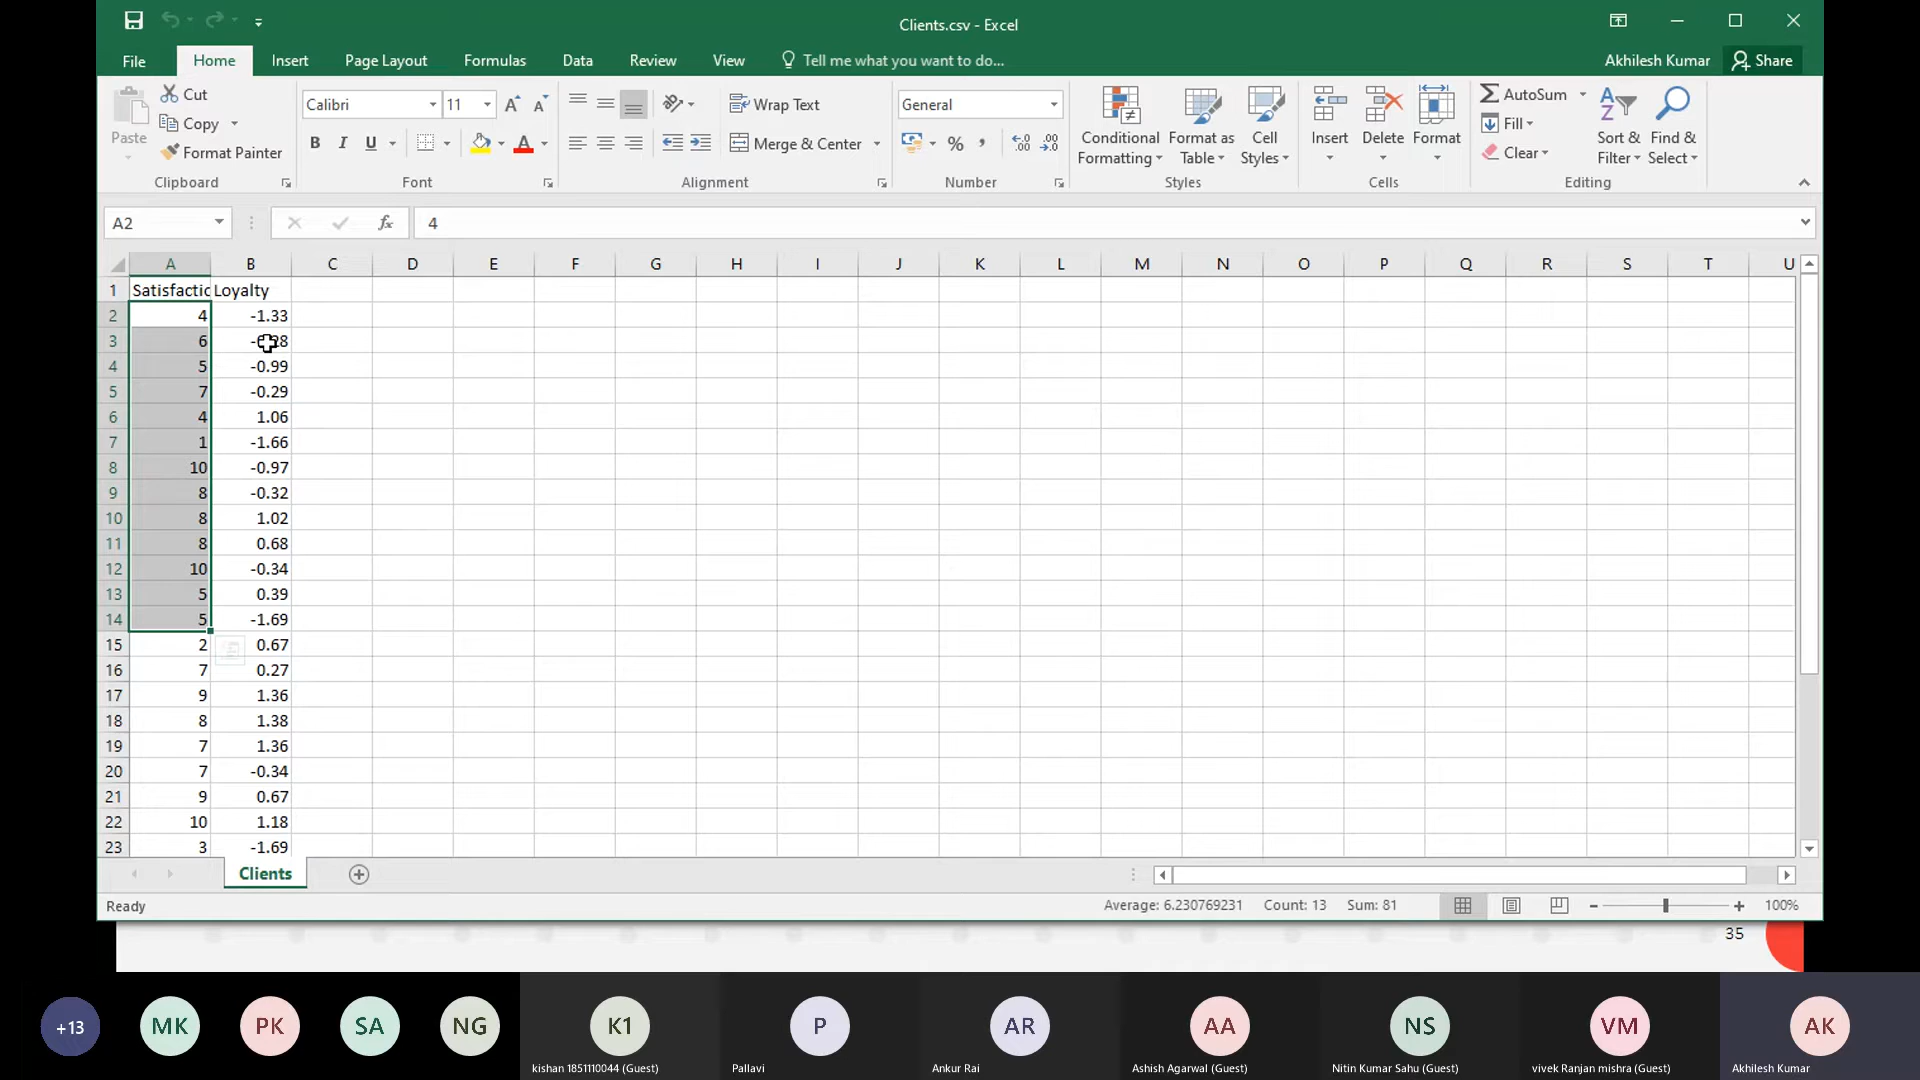 Clients.csv - Excel
File Home Insert Page Layout Formulas Data Review View Tell me what you want to do... Akhilesh Kumar Share
Paste
Cut
Copy
Format Painter
Clipboard
Calibri 11
B I U
Font
Wrap Text
Merge & Center
Alignment
General
%
Number
Conditional Formatting
Format as Table
Cell Styles
Styles
Insert Delete Format
Cells
AutoSum
Fill
Clear
Sort & Filter
Find & Select
Editing
A2 fx 4
A B C D E F G H I J K L M N O P Q R S T U
1 Satisfactic Loyalty
2 4 -1.33
3 6
4 5 -0.99
5 7 -0.29
6 4 1.06
7 1 -1.66
8 10 -0.97
9 8 -0.32
10 8 1.02
11 8 0.68
12 10 -0.34
13 5 0.39
14 5 -1.69
15 2 0.67
16 7 0.27
17 9 1.36
18 8 1.38
19 7 1.36
20 7 -0.34
21 9 0.67
22 10 1.18
23 3 -1.69
Clients
Ready Average: 6.230769231 Count: 13 Sum: 81 100%
35
+13 MK PK SA NG K1 P AR AA NS VM AK
kishan 1851110044 (Guest) Pallavi Ankur Rai Ashish Agarwal (Guest) Nitin Kumar Sahu (Guest) vivek Ranjan mishra (Guest) Akhilesh Kumar